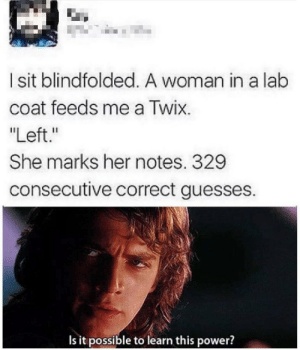 I sit blindfolded. A woman in a lab
coat feeds me a Twix.
"Left."
She marks her notes. 329
consecutive correct guesses.
Is it possible to learn this power?